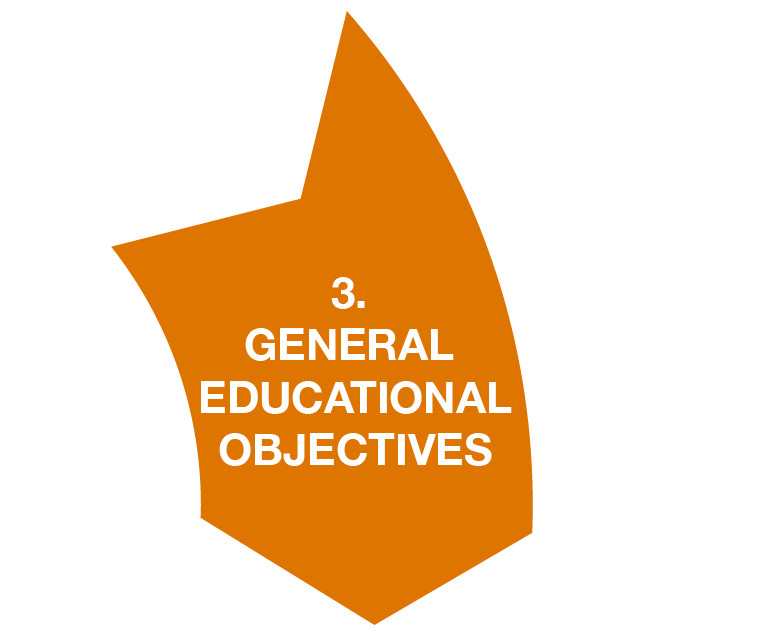 3.
GENERAL
EDUCATIONAL
OBJECTIVES